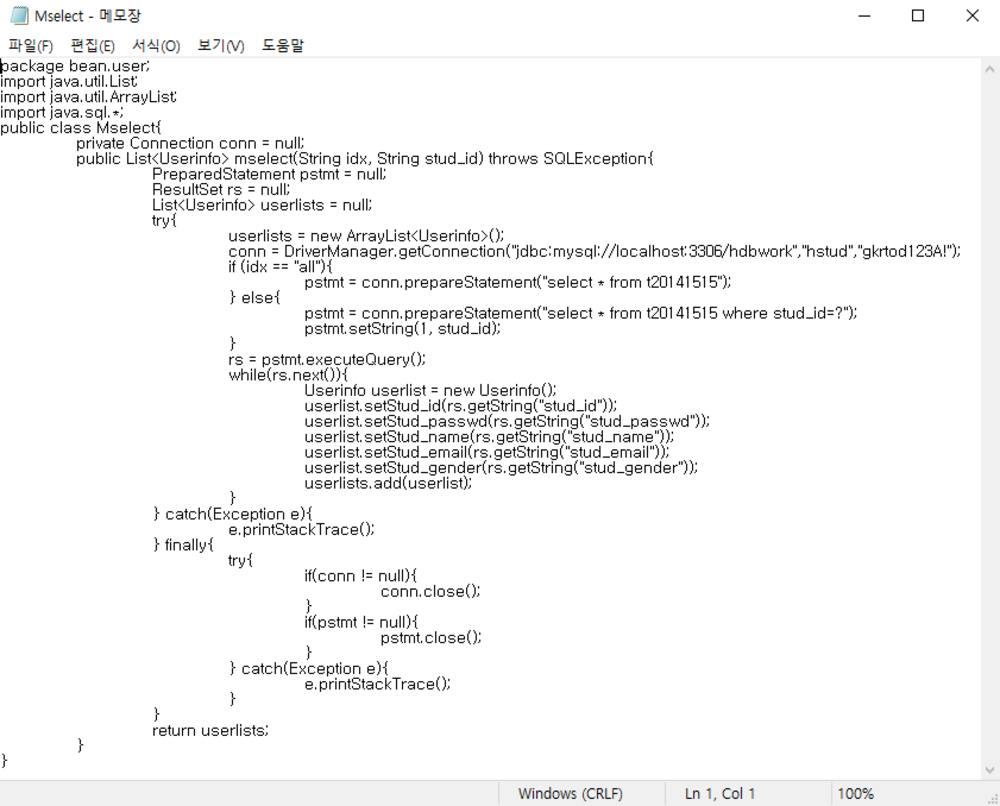 Mselect - 메모장
파일(F) 편집(E) 서식(O) 보기(V) 도움말
package bean.user;
import java.util.List;
import java.util.ArrayList;
import java.sql.*;
public class Mselect{
private Connection conn = null;
public List<Userinfo> mselect(String idx, String stud_id) throws SQLException{
PreparedStatement pstmt = null;
ResultSet rs = null;
List<Userinfo> userlists = null;
try{
userlists = new ArrayList<Userinfo>();
conn = DriverManager.getConnection("jdbc:mysql://localhost:3306/hdbwork","hstud","gkrtod123A!");
if (idx == "all"){
pstmt = conn.prepareStatement("select * from t20141515");
} else{
pstmt = conn.prepareStatement("select * from t20141515 where stud_id=?");
pstmt.setString(1, stud_id);
}
rs = pstmt.executeQuery();
while(rs.next()){
Userinfo userlist = new Userinfo();
userlist.setStud_id(rs.getString("stud_id"));
userlist.setStud_passwd(rs.getString("stud_passwd"));
userlist.setStud_name(rs.getString("stud_name"));
userlist.setStud_email(rs.getString("stud_email"));
userlist.setStud_gender(rs.getString("stud_gender"));
userlists.add(userlist);
}
} catch(Exception e){
e.printStackTrace();
} finally{
try{
if(conn != null){
conn.close();
}
if(pstmt != null){
pstmt.close();
}
} catch(Exception e){
e.printStackTrace();
}
}
return userlists;
}
}
Windows (CRLF) Ln 1, Col 1 100%